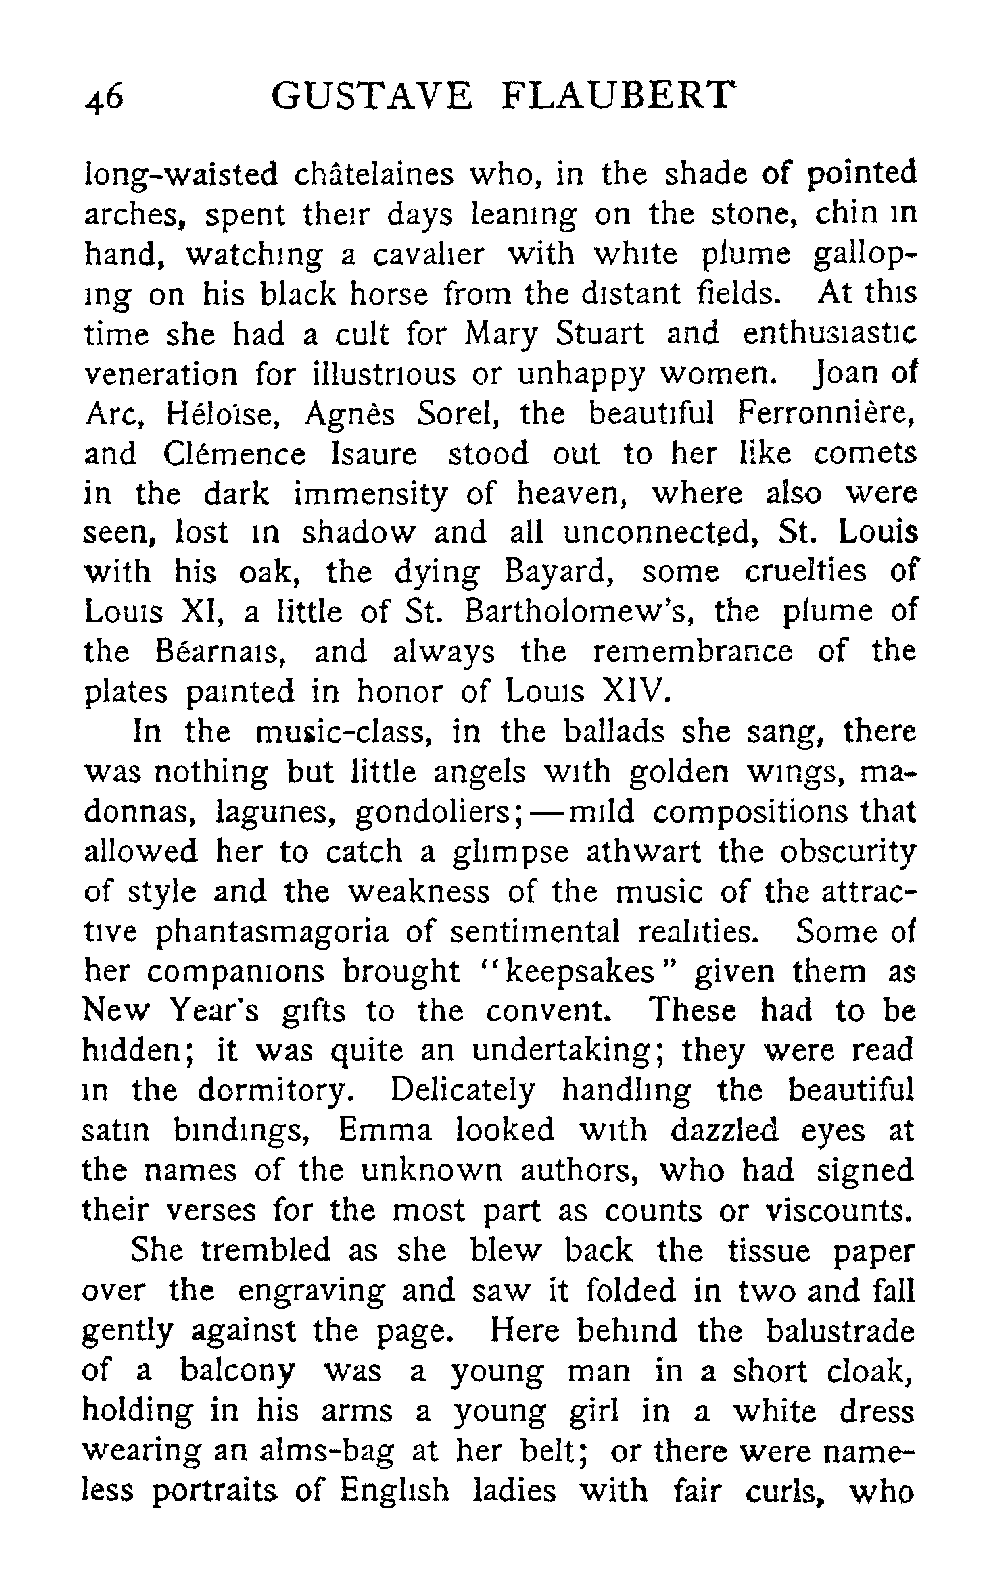 46 GUSTAVE FLAUBERT
long-waisted châtelaines who, in the shade of pointed
arches, spent their days leaning on the stone, chin in
hand, watching a cavalier with white plume gallop-
ing on his black horse from the distant fields. At this
time she had a cult for Mary Stuart and enthusiastic
veneration for illustrious or unhappy women. Joan of
Arc, Héloïse, Agnès Sorel, the beautiful Ferronnière,
and Clémence Isaure stood out to her like comets
in the dark immensity of heaven, where also were
seen, lost in shadow and all unconnected, St. Louis
with his oak, the dying Bayard, some cruelties of
Louis XI, a little of St. Bartholomew's, the plume of
the Béarnais, and always the remembrance of the
plates painted in honor of Louis XIV.
In the music-class, in the ballads she sang, there
was nothing but little angels with golden wings, ma-
donnas, lagunes, gondoliers;—mild compositions that
allowed her to catch a glimpse athwart the obscurity
of style and the weakness of the music of the attrac-
tive phantasmagoria of sentimental realities. Some of
her companions brought "keepsakes" given them as
New Year's gifts to the convent. These had to be
hidden; it was quite an undertaking; they were read
in the dormitory. Delicately handling the beautiful
satin bindings, Emma looked with dazzled eyes at
the names of the unknown authors, who had signed
their verses for the most part as counts or viscounts.
She trembled as she blew back the tissue paper
over the engraving and saw it folded in two and fall
gently against the page. Here behind the balustrade
of a balcony was a young man in a short cloak,
holding in his arms a young girl in a white dress
wearing an alms-bag at her belt; or there were name-
less portraits of English ladies with fair curls, who